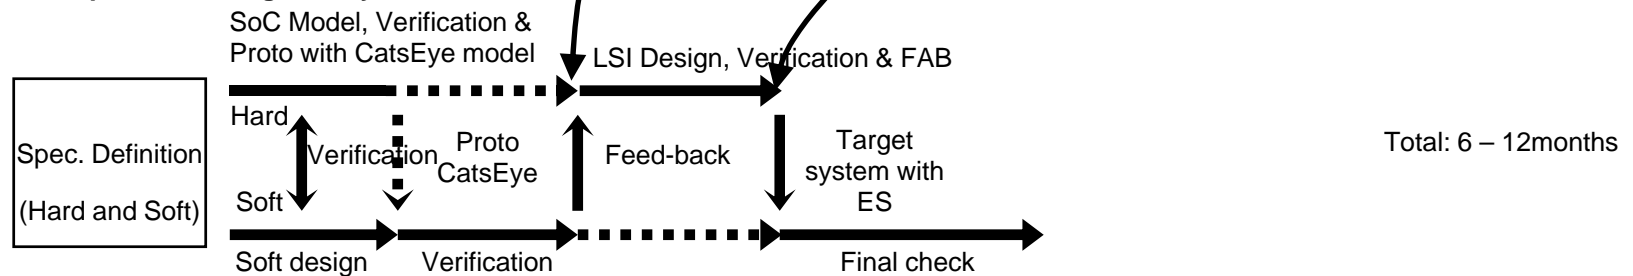 SoC Model, Verification &
Proto with CatsEye model
LSI Design, Verification & FAB
Hard
Spec. Definition
(Hard and Soft)
Verification
Proto
CatsEye
Feed-back
Target
system with
ES
Total: 6 – 12months
Soft
Soft design
Verification
Final check